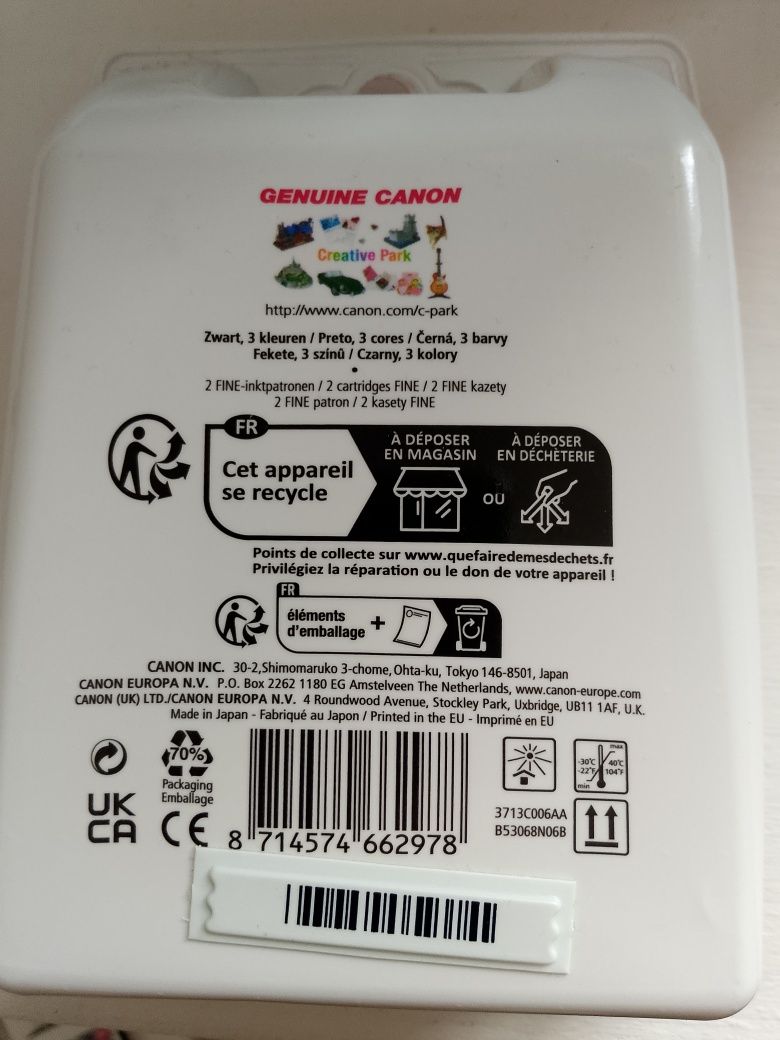 GENUINE CANON
Creative Park
http://www.canon.com/c-park
Zwart, 3 kleuren / Preto, 3 cores / Černá, 3 barvy
Fekete, 3 színű / Czarny, 3 kolory
•
2 FINE-inktpatronen / 2 cartridges FINE / 2 FINE kazety
2 FINE patron / 2 kasety FINE
FR
Cet appareil
se recycle
À DÉPOSER
EN MAGASIN
OU
À DÉPOSER
EN DÉCHÈTERIE
Points de collecte sur www.quefairedemesdechets.fr
Privilégiez la réparation ou le don de votre appareil !
FR
éléments
d'emballage
+
CANON INC. 30-2,Shimomaruko 3-chome, Ohta-ku, Tokyo 146-8501, Japan
CANON EUROPA N.V. P.O. Box 2262 1180 EG Amstelveen The Netherlands, www.canon-europe.com
CANON (UK) LTD./CANON EUROPA N.V. 4 Roundwood Avenue, Stockley Park, Uxbridge, UB11 1AF, U.K.
Made in Japan - Fabriqué au Japon / Printed in the EU - Imprimé en EU
70%
Packaging
Emballage
UK
CA
CE
8 714574 662978
max
-30°C 40°C
-22°F 104°F
min
3713C006AA
B53068N06B